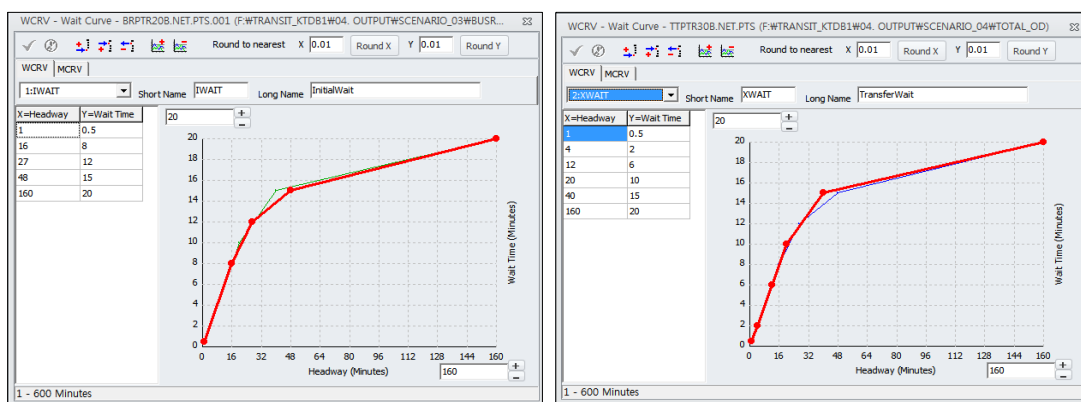 WCRV - Wait Curve - BRPTR20B.NET.PTS.001 (F:₩TRANSIT_KTDB1₩04. OUTPUT₩SCENARIO_03₩BUSR...
Round to nearest X 0.01 Round X Y 0.01 Round Y
WCRV MCRV
1:IWAIT Short Name IWAIT Long Name InitialWait
X=Headway Y=Wait Time
1 0.5
16 8
27 12
48 15
160 20
20
+
–
20
18
16
14
12
10
8
6
4
2
0
Wait Time (Minutes)
0 16 32 48 64 80 96 112 128 144 160
Headway (Minutes)
160
+
–
1 - 600 Minutes
WCRV - Wait Curve - TTPTR30B.NET.PTS (F:₩TRANSIT_KTDB1₩04. OUTPUT₩SCENARIO_04₩TOTAL_OD)
Round to nearest X 0.01 Round X Y 0.01 Round Y
WCRV MCRV
2:XWAIT Short Name XWAIT Long Name TransferWait
X=Headway Y=Wait Time
1 0.5
4 2
12 6
20 10
40 15
160 20
20
+
–
20
18
16
14
12
10
8
6
4
2
0
Wait Time (Minutes)
0 16 32 48 64 80 96 112 128 144 160
Headway (Minutes)
160
+
–
1 - 600 Minutes